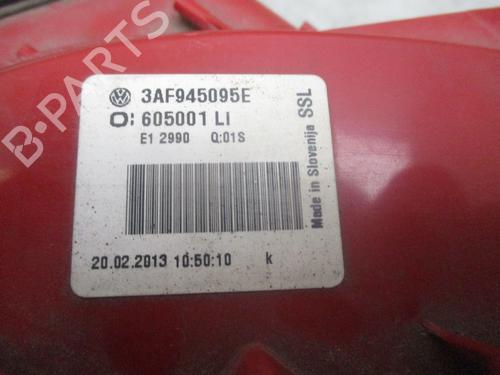 3AF945095E
O: 605001 LI
E1 2990 Q:01S
20.02.2013 10:50:10 k
Made in Slovenija SSL
B-PARTS